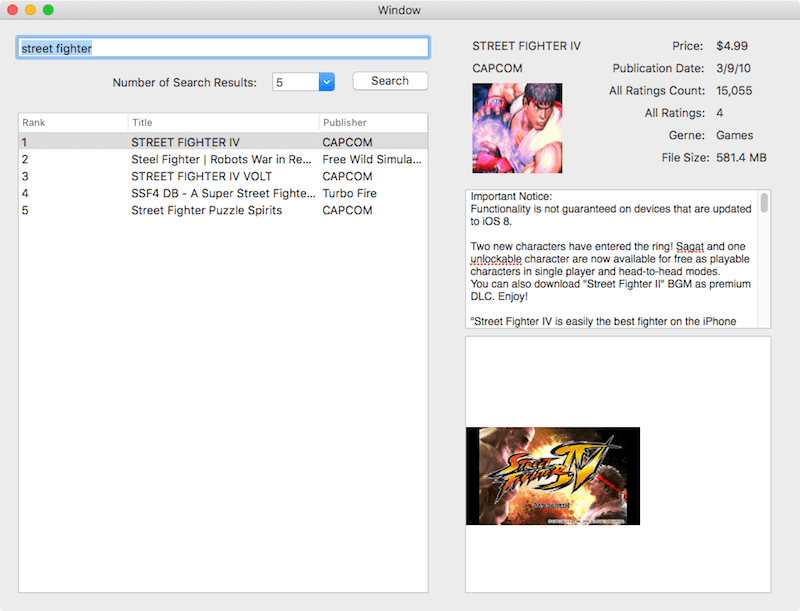 Window
street fighter
Number of Search Results: 5 Search
Rank Title Publisher
1 STREET FIGHTER IV CAPCOM
2 Steel Fighter | Robots War in Re... Free Wild Simula...
3 STREET FIGHTER IV VOLT CAPCOM
4 SSF4 DB - A Super Street Fighte... Turbo Fire
5 Street Fighter Puzzle Spirits CAPCOM
STREET FIGHTER IV
CAPCOM
Price: $4.99
Publication Date: 3/9/10
All Ratings Count: 15,055
All Ratings: 4
Gerne: Games
File Size: 581.4 MB
Important Notice:
Functionality is not guaranteed on devices that are updated
to iOS 8.
Two new characters have entered the ring! Sagat and one
unlockable character are now available for free as playable
characters in single player and head-to-head modes.
You can also download "Street Fighter II" BGM as premium
DLC. Enjoy!
"Street Fighter IV is easily the best fighter on the iPhone
STREET
FIGHTER IV